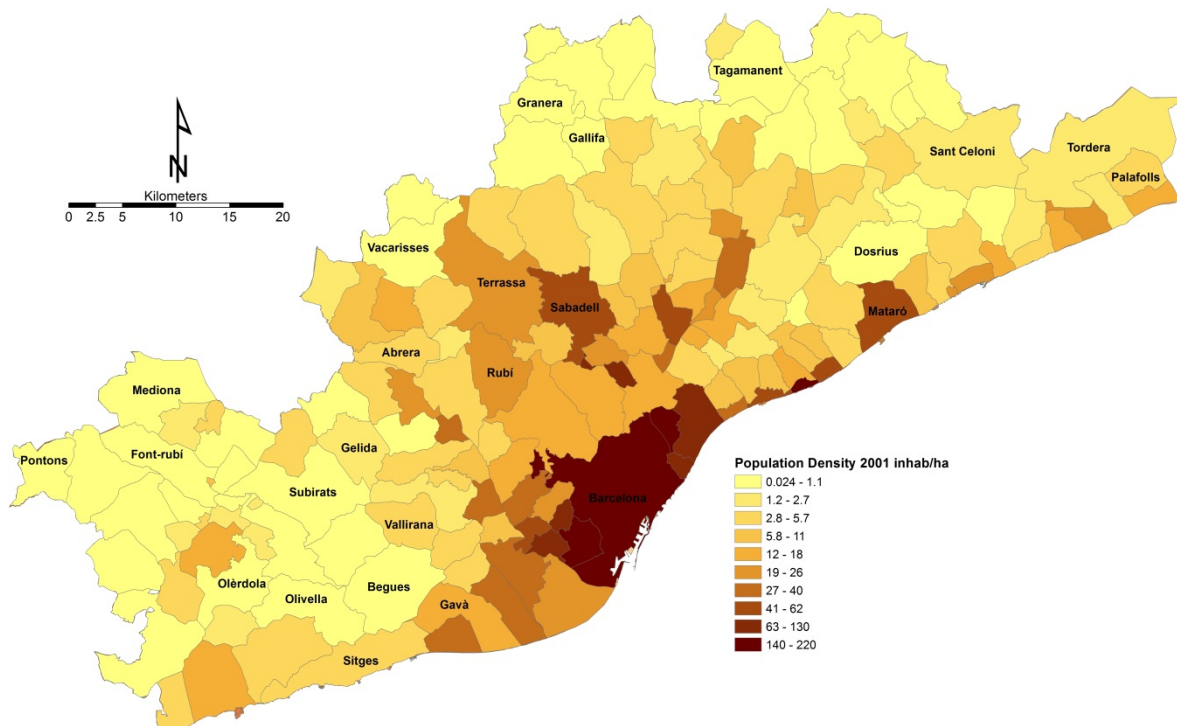 Tagamanent
Granera
Gallifa
Sant Celoni
Tordera
Palafolls
N
Kilometers
0 2.5 5 10 15 20
Vacarisses
Dosrius
Terrassa
Sabadell
Mataró
Abrera
Rubí
Mediona
Gelida
Pontons
Font-rubí
Subirats
Barcelona
Vallirana
Olèrdola
Olivella
Begues
Gavà
Sitges
Population Density 2001 inhab/ha
0.024 - 1.1
1.2 - 2.7
2.8 - 5.7
5.8 - 11
12 - 18
19 - 26
27 - 40
41 - 62
63 - 130
140 - 220